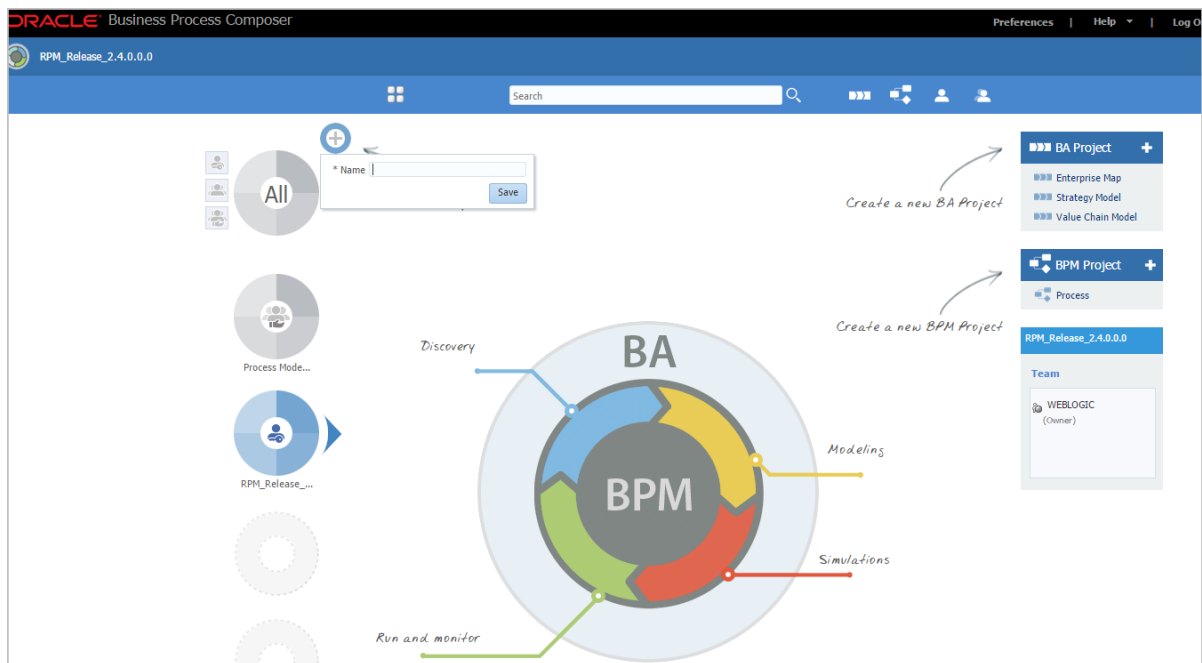 ORACLE Business Process Composer
Preferences | Help | Log O
RPM_Release_2.4.0.0.0
Search
All
* Name
Save
Process Mode...
RPM_Release_...
Discovery
BA
BPM
Modeling
Simulations
Run and monitor
Create a new BA Project
Create a new BPM Project
BA Project +
Enterprise Map
Strategy Model
Value Chain Model
BPM Project +
Process
RPM_Release_2.4.0.0.0
Team
WEBLOGIC
(Owner)